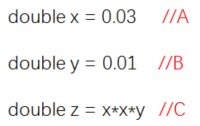 double x = 0.03 //A
double y = 0.01 //B
double z = x*x*y //C